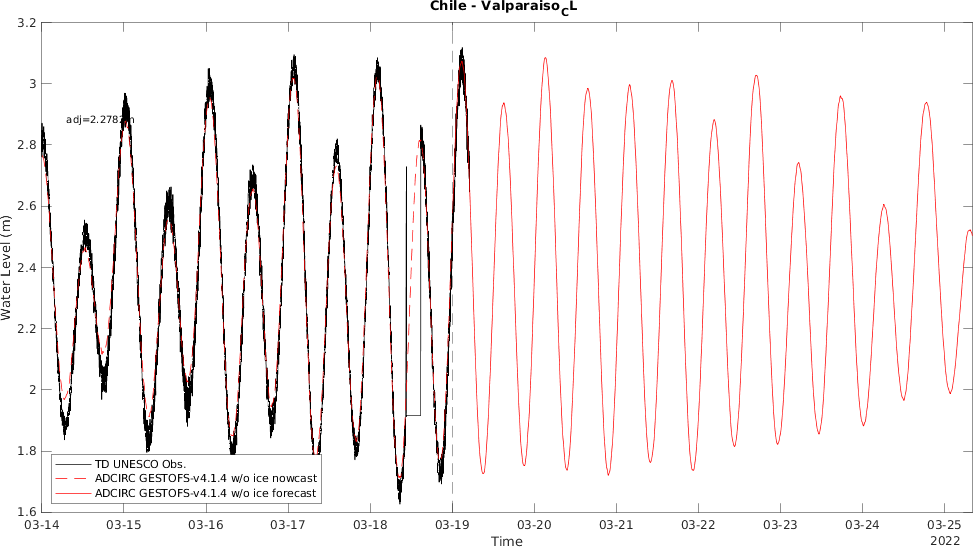 Chile - ValparaisoCL
3.2
3
2.8
2.6
2.4
2.2
2
1.8
1.6
Water Level (m)
adj=2.2782m
TD UNESCO Obs.
ADCIRC GESTOFS-v4.1.4 w/o ice nowcast
ADCIRC GESTOFS-v4.1.4 w/o ice forecast
03-14 03-15 03-16 03-17 03-18 03-19 03-20 03-21 03-22 03-23 03-24 03-25
Time
2022